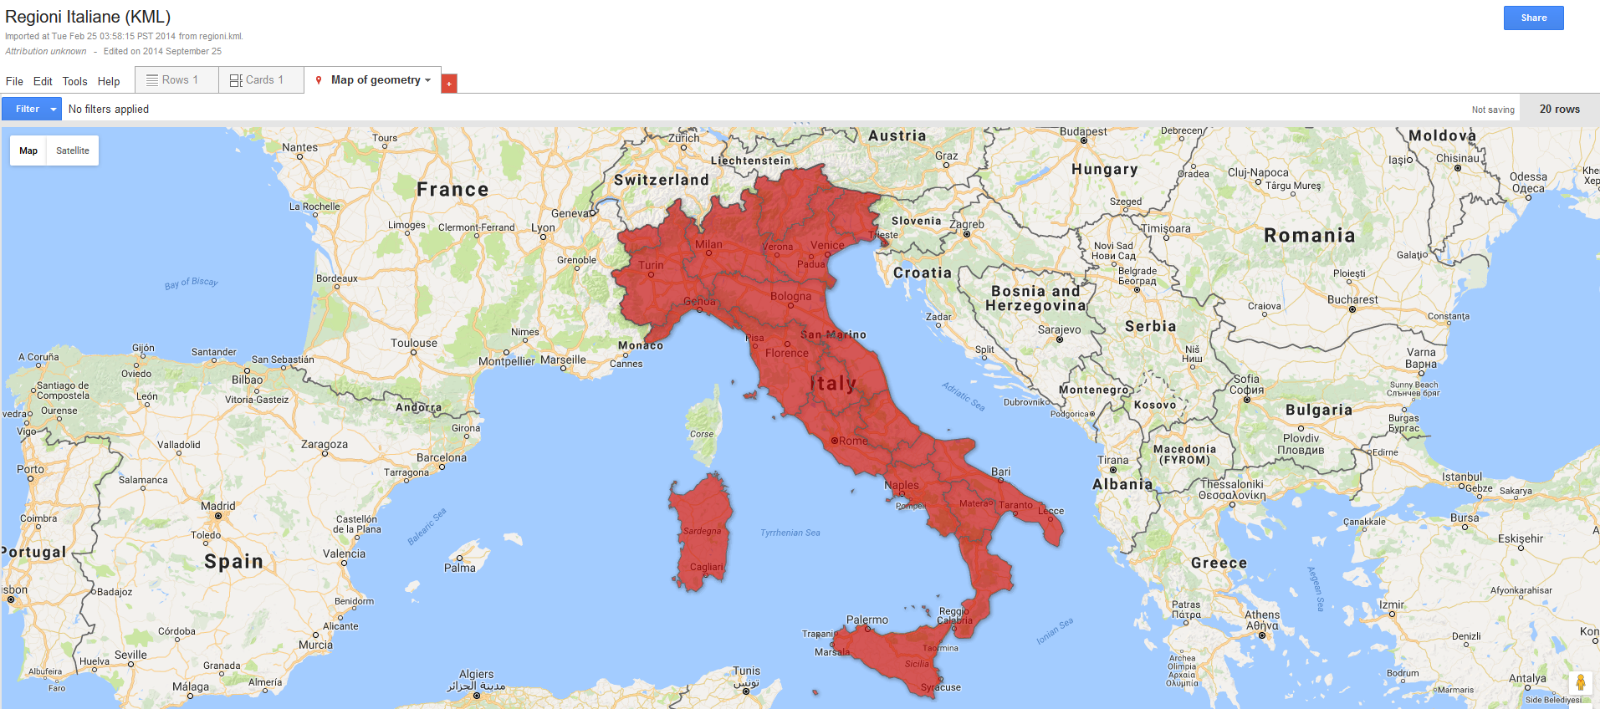 Regioni Italiane (KML)
Imported at Tue Feb 25 03:58:15 PST 2014 from regioni.kml.
Attribution unknown - Edited on 2014 September 25
Share
File Edit Tools Help Rows 1 Cards 1 Map of geometry +
Filter No filters applied Not saving 20 rows
Map Satellite
Nantes
Tours
Zürich
Liechtenstein
Austria
Graz
Budapest
Debrecen
Moldova
Iași
Chisinau
France
Switzerland
Hungary
Oradea
Cluj-Napoca
Târgu Mureș
Odessa
Одеса
La Rochelle
Limoges
Clermont-Ferrand
Geneva
Lyon
Slovenia
Zagreb
Szeged
Timișoara
Romania
Galați
Trieste
Milan
Verona
Venice
Padua
Turin
Grenoble
Croatia
Novi Sad
Нови Сад
Belgrade
Београд
Ploiești
Bucharest
Craiova
Constanța
Bay of Biscay
Bordeaux
Genoa
Bologna
Bosnia and
Herzegovina
Zadar
Sarajevo
Serbia
Nimes
Toulouse
Montpellier
Marseille
Monaco
Cannes
Pisa
Florence
San Marino
Split
Niš
Ниш
Varna
Варна
A Coruña
Gijón
Oviedo
Santander
San Sebastián
Bilbao
Vitoria-Gasteiz
Santiago de
Compostela
León
Ourense
Vigo
Andorra
Girona
Italy
Adriatic Sea
Dubrovnik
Montenegro
Podgorica
Kosovo
Sofia
София
Sunny Beach
Слънчев бряг
Bulgaria
Burgas
Бургас
Plovdiv
Пловдив
Edirne
Corse
Rome
Valladolid
Zaragoza
Barcelona
Tarragona
Porto
Salamanca
Macedonia
(FYROM)
Tirana
Albania
Bari
Naples
Pompeii
Matera
Taranto
Lecce
Thessaloniki
Θεσσαλονίκη
Istanbul
Gebze
Sakarya
Madrid
Toledo
Castellón
de la Plana
Valencia
Balearic Sea
Palma
Coimbra
Portugal
Spain
Sardegna
Cagliari
Tyrrhenian Sea
Çanakkale
Bursa
Eskişehir
Greece
Aegean Sea
Afyonkarahisar
Badajoz
Benidorm
Alicante
Murcia
Córdoba
Palermo
Reggio
Calabria
Trapani
Marsala
Taormina
Sicilia
Syracuse
Ionian Sea
Patras
Πάτρα
Athens
Αθήνα
Izmir
Denizli
Archea
Olimpia
Αρχαία
Ολυμπία
Albufeira
Faro
Huelva
Seville
Granada
Málaga
Almería
Algiers
مدينة الجزائر
Tunis
تونس
Bodrum
Marmaris
Antalya
Side Belediyesi